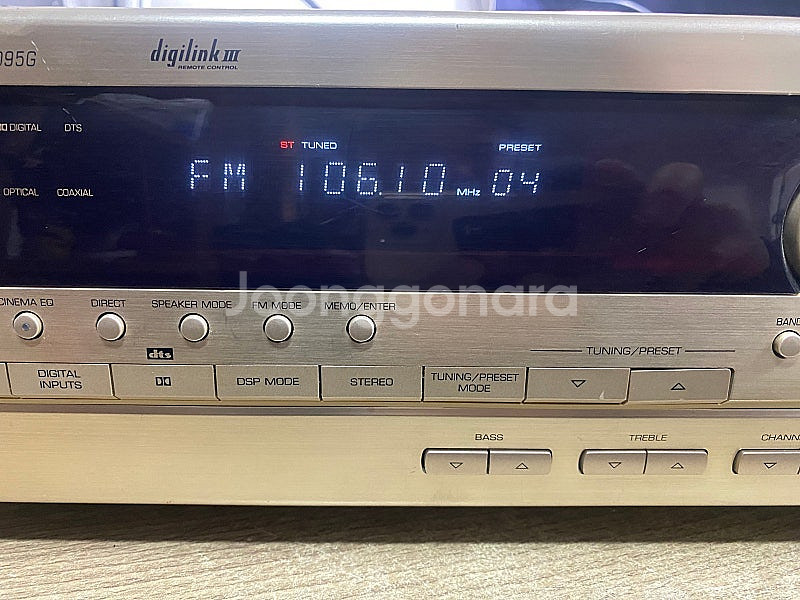 095G
digilink III
REMOTE CONTROL
DIGITAL DTS
ST TUNED PRESET
FM 106.10 MHz 04
OPTICAL COAXIAL
Joonggonara
CINEMA EQ DIRECT SPEAKER MODE FM MODE MEMO/ENTER
BAND
dts
TUNING/PRESET
DIGITAL INPUTS DSP MODE STEREO TUNING/PRESET MODE
BASS TREBLE CHANN